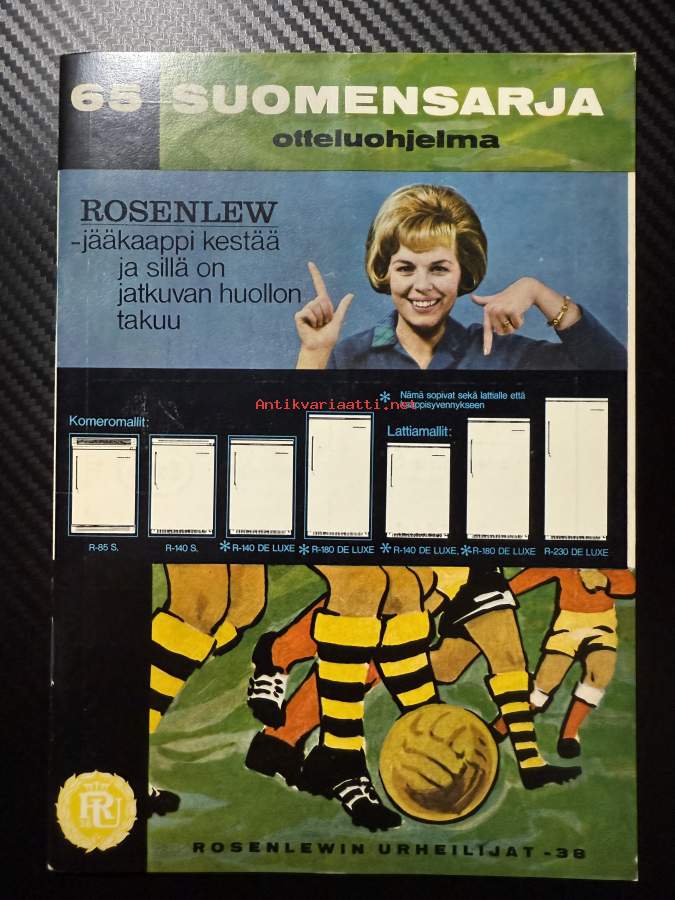 65 SUOMENSARJA
otteluohjelma
ROSENLEW
-jääkaappi kestää
ja sillä on
jatkuvan huollon
takuu
Antikvariaatti.net
* Nämä sopivat sekä lattialle että
kaappisyvennykseen
Komeromallit:
Lattiamallit:
R-85 S.
R-140 S.
* R-140 DE LUXE
* R-180 DE LUXE
* R-140 DE LUXE.
* R-180 DE LUXE
R-230 DE LUXE
RU
ROSENLEWIN URHEILIJAT -38